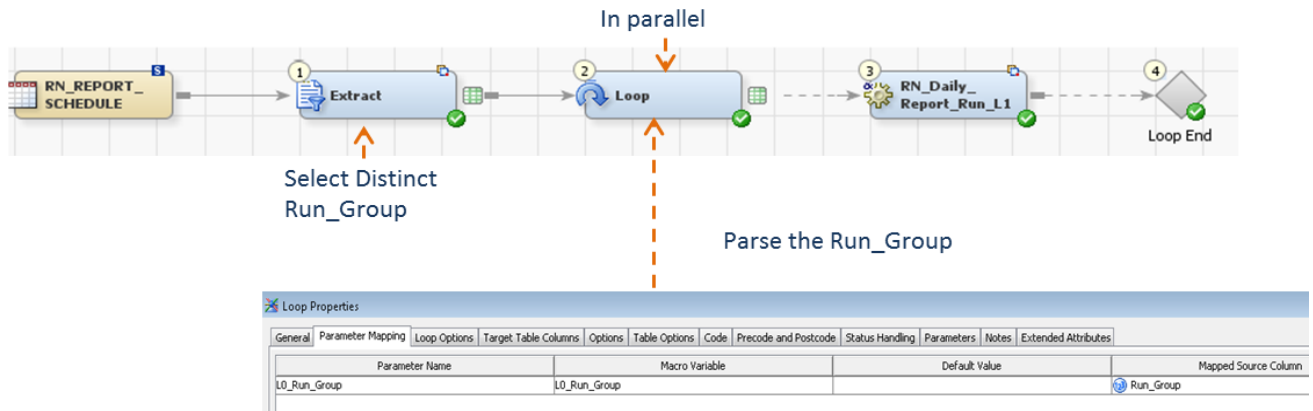 In parallel
RN_REPORT_
SCHEDULE
S
1
Extract
2
Loop
3
RN_Daily_
Report_Run_L1
4
Loop End
Select Distinct
Run_Group
Parse the Run_Group
Loop Properties
General Parameter Mapping Loop Options Target Table Columns Options Table Options Code Precode and Postcode Status Handling Parameters Notes Extended Attributes
Parameter Name Macro Variable Default Value Mapped Source Column
L0_Run_Group L0_Run_Group Run_Group